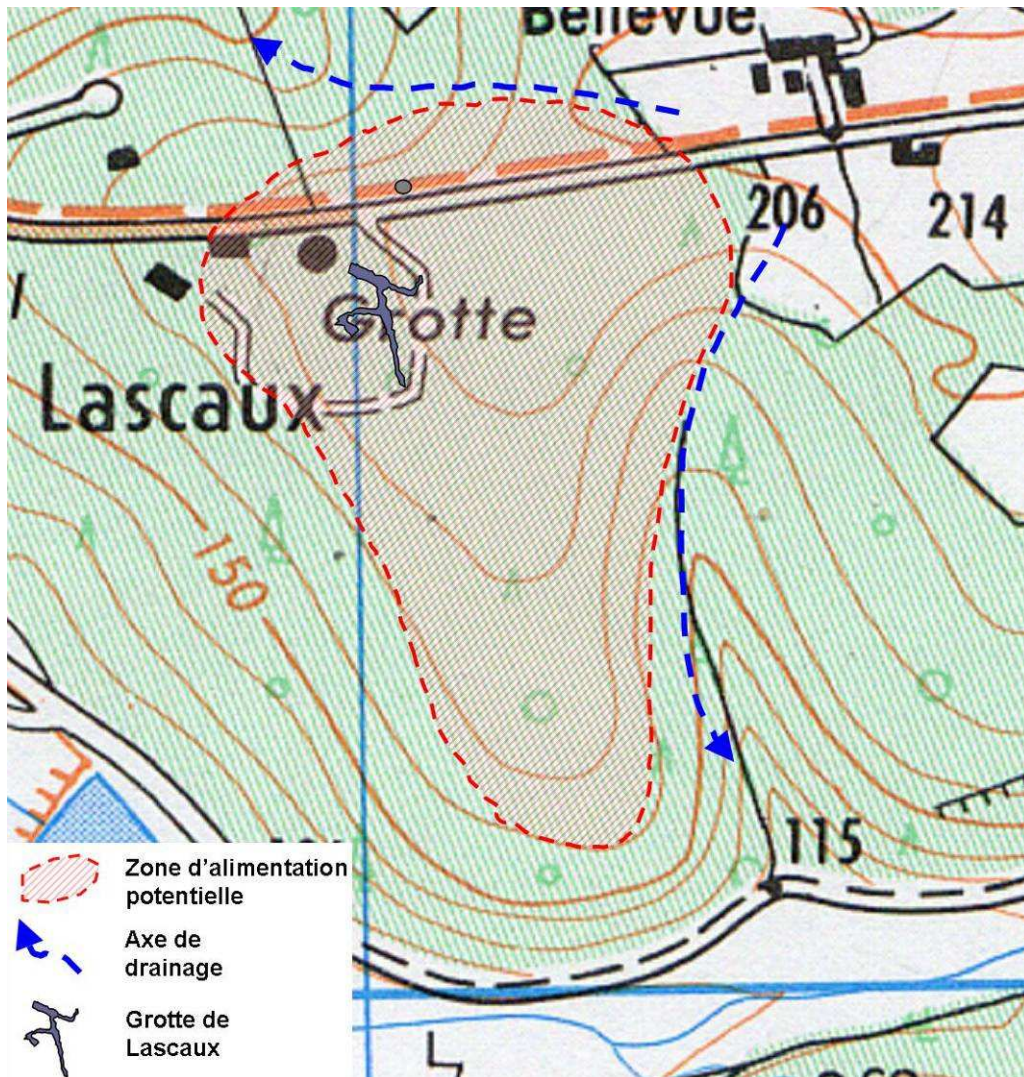 Bellevue
206
214
Grotte
Lascaux
150
115
Zone d'alimentation
potentielle
Axe de
drainage
Grotte de
Lascaux